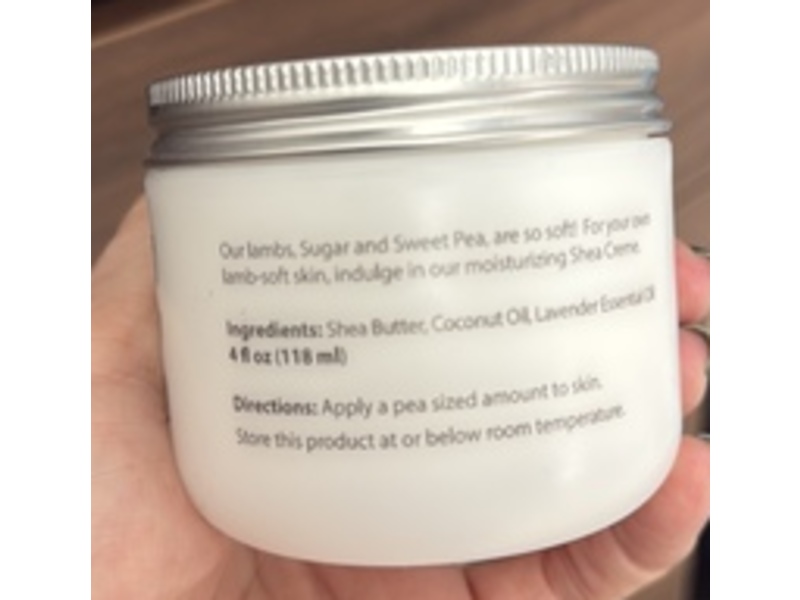 Our lambs, Sugar and Sweet Pea, are so soft! For your own
lamb-soft skin, indulge in our moisturizing Shea Creme.
Ingredients: Shea Butter, Coconut Oil, Lavender Essential Oil
4 fl oz (118 ml)
Directions: Apply a pea sized amount to skin.
Store this product at or below room temperature.